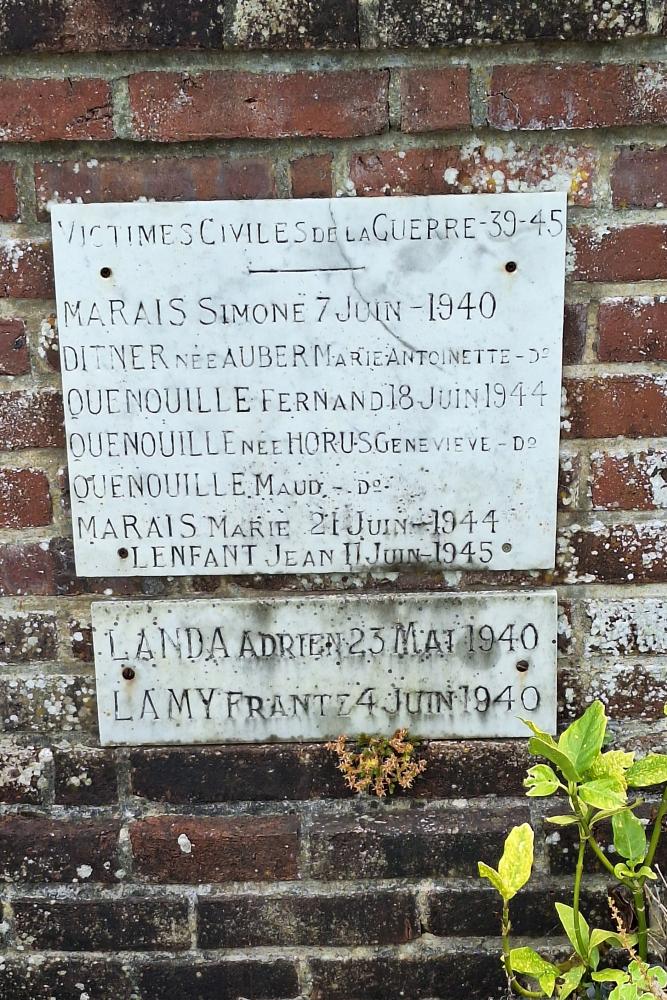 VICTIMES CIVILES DE LA GUERRE-39-45
MARAIS SIMONE 7 JUIN-1940
DITNER NÉE AUBER MARIE ANTOINETTE-Dº
QUENOUILLE FERNAND 18 JUIN 1944
QUENOUILLE NÉE HORUS GENEVIEVE-Dº
QUENOUILLE MAUD-Dº-
MARAIS MARIE 21 JUIN-1944
LENFANT JEAN 11 JUIN-1945
LANDA ADRIEN 23 MAI 1940
LAMY FRANTZ 4 JUIN 1940